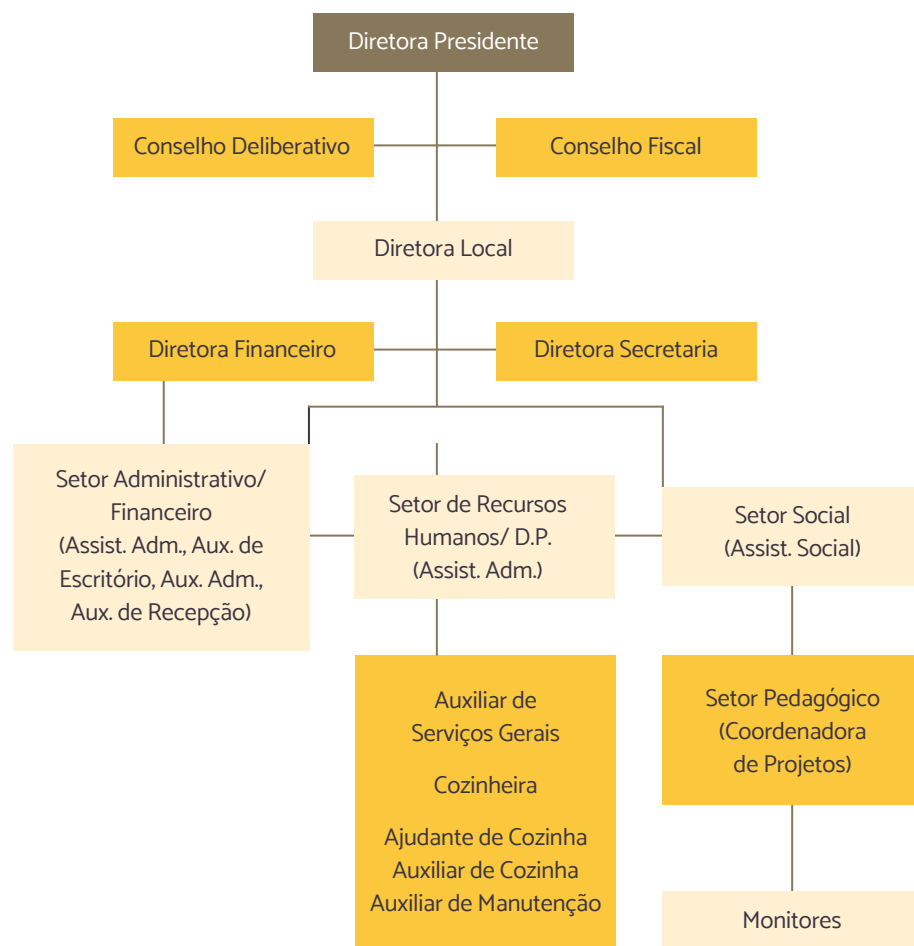 Diretora Presidente
Conselho Deliberativo
Conselho Fiscal
Diretora Local
Diretora Financeiro
Diretora Secretaria
Setor Administrativo/
Financeiro
(Assist. Adm., Aux. de
Escritório, Aux. Adm.,
Aux. de Recepção)
Setor de Recursos
Humanos/ D.P.
(Assist. Adm.)
Setor Social
(Assist. Social)
Auxiliar de
Serviços Gerais
Cozinheira
Ajudante de Cozinha
Auxiliar de Cozinha
Auxiliar de Manutenção
Setor Pedagógico
(Coordenadora
de Projetos)
Monitores